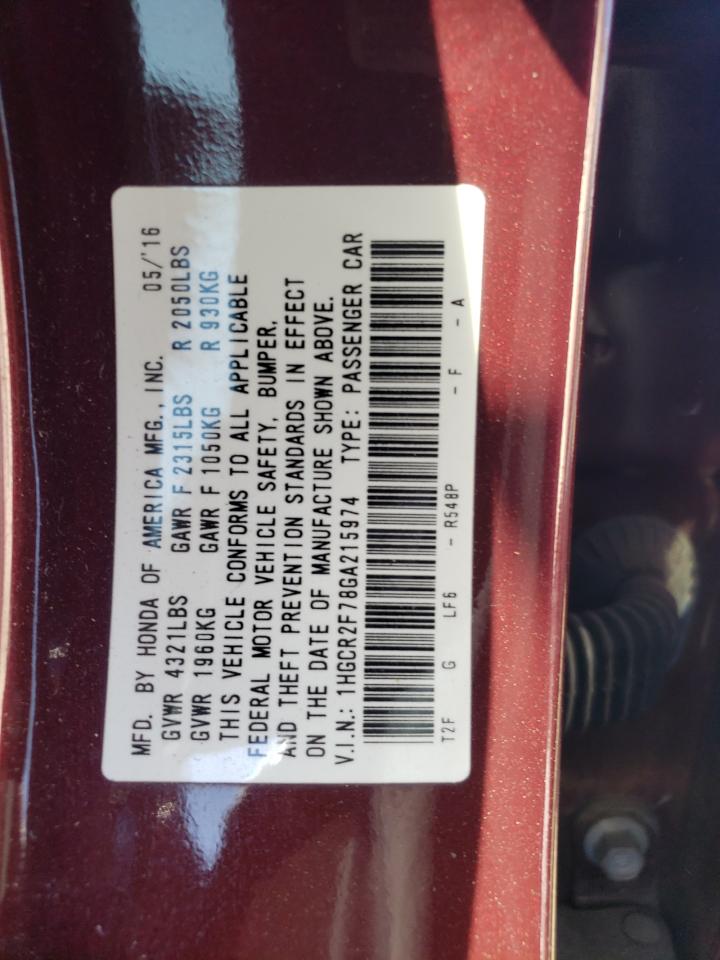 MFD. BY HONDA OF AMERICA MFG., INC. 05/'16
GVWR 4321LBS GAWR F 2315LBS R 2050LBS
GVWR 1960KG GAWR F 1050KG R 930KG
THIS VEHICLE CONFORMS TO ALL APPLICABLE
FEDERAL MOTOR VEHICLE SAFETY, BUMPER,
AND THEFT PREVENTION STANDARDS IN EFFECT
ON THE DATE OF MANUFACTURE SHOWN ABOVE.
V.I.N.: 1HGCR2F78GA215974 TYPE: PASSENGER CAR
T2F G LF6 - R548P - F - A